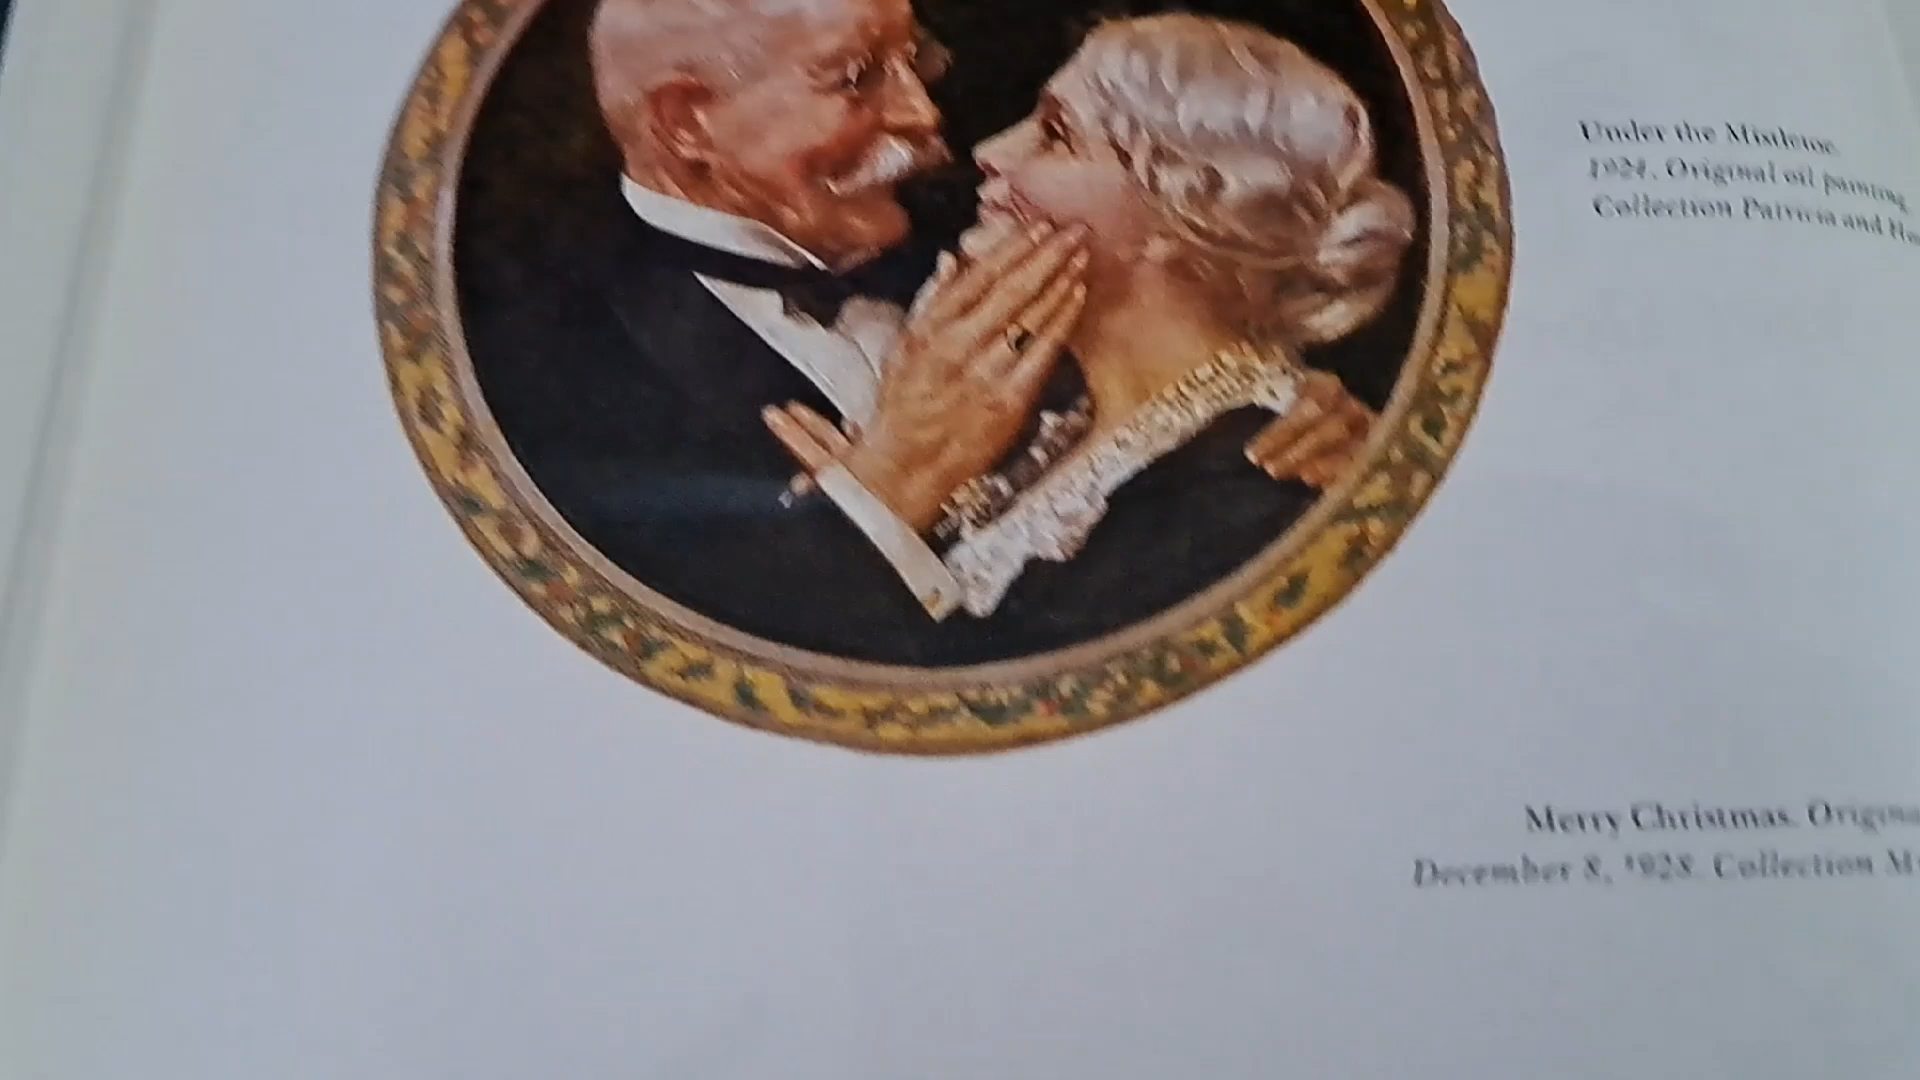 Under the Mistletoe.
1924. Original oil painting
Collection Patricia and
Merry Christmas.
December 8, 1928. Collection